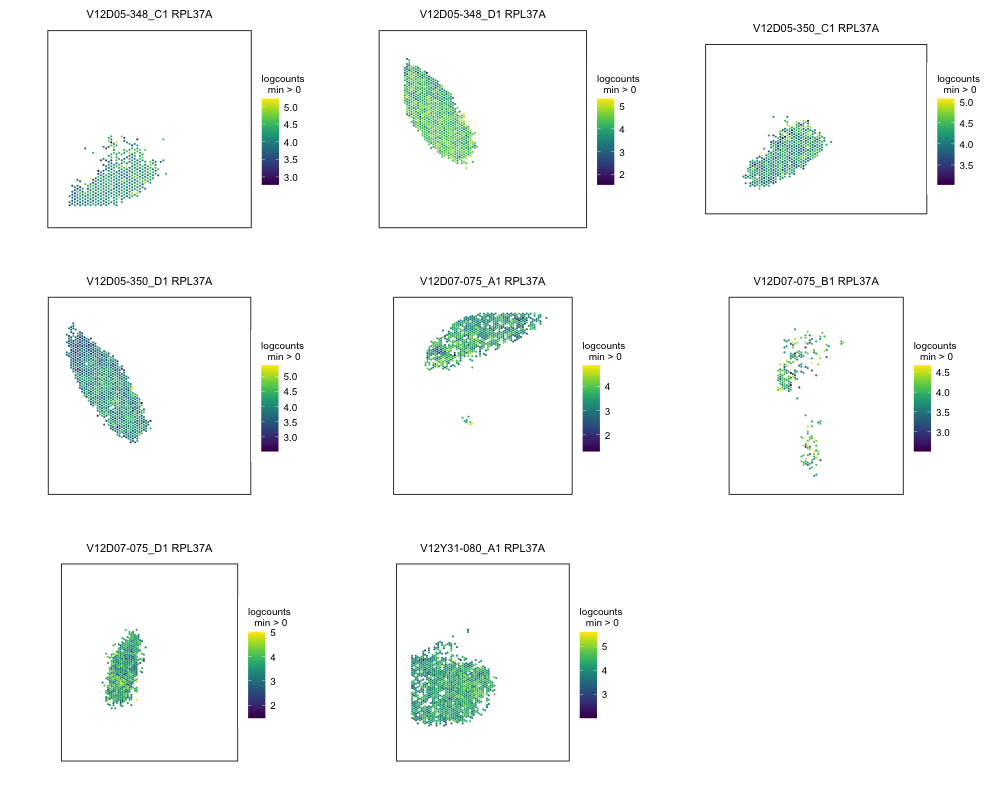 V12D05-348_C1 RPL37A
logcounts
min > 0
5.0
4.5
4.0
3.5
3.0
V12D05-348_D1 RPL37A
logcounts
min > 0
5
4
3
2
V12D05-350_C1 RPL37A
logcounts
min > 0
5.0
4.5
4.0
3.5
V12D05-350_D1 RPL37A
logcounts
min > 0
5.0
4.5
4.0
3.5
3.0
V12D07-075_A1 RPL37A
logcounts
min > 0
4
3
2
V12D07-075_B1 RPL37A
logcounts
min > 0
4.5
4.0
3.5
3.0
V12D07-075_D1 RPL37A
logcounts
min > 0
5
4
3
2
V12Y31-080_A1 RPL37A
logcounts
min > 0
5
4
3